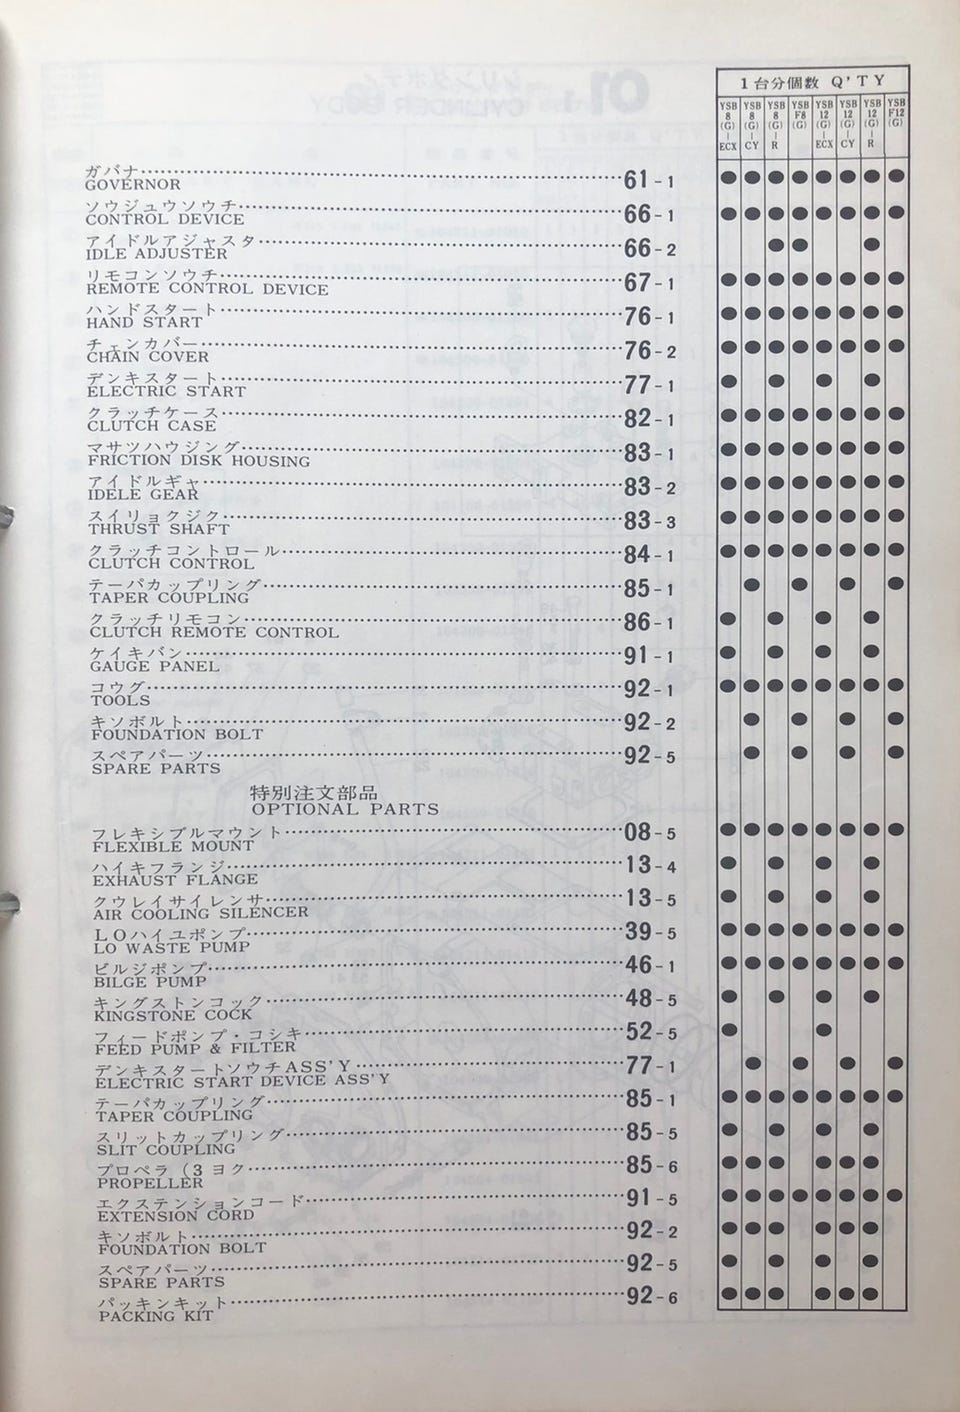 1台分個数 Q'TY
YSB 8 (G) - ECX YSB 8 (G) - CY YSB 8 (G) - R YSB F8 (G) YSB 12 (G) - ECX YSB 12 (G) - CY YSB 12 (G) - R YSB F12 (G)
ガバナ 61-1 ● ● ● ● ● ● ● ●
GOVERNOR
ソウジュウソウチ 66-1 ● ● ● ● ● ● ● ●
CONTROL DEVICE
アイドルアジャスタ 66-2 ● ● ●
IDLE ADJUSTER
リモコンソウチ 67-1 ● ● ● ● ● ● ● ●
REMOTE CONTROL DEVICE
ハンドスタート 76-1 ● ● ● ● ● ● ● ●
HAND START
チェンカバー 76-2 ● ● ● ● ● ● ● ●
CHAIN COVER
デンキスタート 77-1 ● ● ● ●
ELECTRIC START
クラッチケース 82-1 ● ● ● ● ● ● ● ●
CLUTCH CASE
マサツハウジング 83-1 ● ● ● ● ● ● ● ●
FRICTION DISK HOUSING
アイドルギャ 83-2 ● ● ● ● ● ● ● ●
IDELE GEAR
スイリョクジク 83-3 ● ● ● ● ● ● ● ●
THRUST SHAFT
クラッチコントロール 84-1 ● ● ● ● ● ● ● ●
CLUTCH CONTROL
テーパカップリング 85-1 ● ● ● ●
TAPER COUPLING
クラッチリモコン 86-1 ● ● ● ●
CLUTCH REMOTE CONTROL
ケイキバン 91-1 ● ● ● ●
GAUGE PANEL
コウグ 92-1 ● ● ● ● ● ● ● ●
TOOLS
キソボルト 92-2 ● ● ● ●
FOUNDATION BOLT
スペアパーツ 92-5 ● ● ● ●
SPARE PARTS
特別注文部品
OPTIONAL PARTS
フレキシブルマウント 08-5 ● ● ● ● ● ● ● ●
FLEXIBLE MOUNT
ハイキフランジ 13-4 ● ● ● ●
EXHAUST FLANGE
クウレイサイレンサ 13-5 ● ● ● ●
AIR COOLING SILENCER
LOハイユポンプ 39-5 ● ● ● ● ● ● ● ●
LO WASTE PUMP
ビルジポンプ 46-1 ● ● ● ● ● ● ● ●
BILGE PUMP
キングストンコック 48-5 ● ● ● ●
KINGSTONE COCK
フィードポンプ・コシキ 52-5 ● ●
FEED PUMP & FILTER
デンキスタートソウチASS'Y 77-1 ● ● ● ●
ELECTRIC START DEVICE ASS'Y
テーパカップリング 85-1 ● ● ● ● ● ● ● ●
TAPER COUPLING
スリットカップリング 85-5 ● ● ● ●
SLIT COUPLING
プロペラ（3 ヨク 85-6 ● ● ● ● ● ●
PROPELLER
エクステンションコード 91-5 ● ● ● ● ● ● ● ●
EXTENSION CORD
キソボルト 92-2 ● ● ● ● ● ●
FOUNDATION BOLT
スペアパーツ 92-5 ● ● ● ●
SPARE PARTS
パッキンキット 92-6 ● ● ● ● ● ●
PACKING KIT